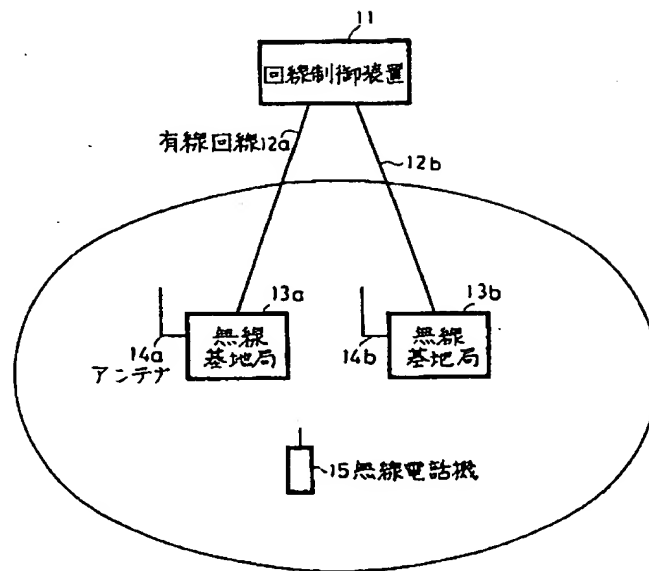 11
回線制御装置
有線回線12a
12b
13a
無線
基地局
14a
アンテナ
13b
無線
基地局
14b
15無線電話機